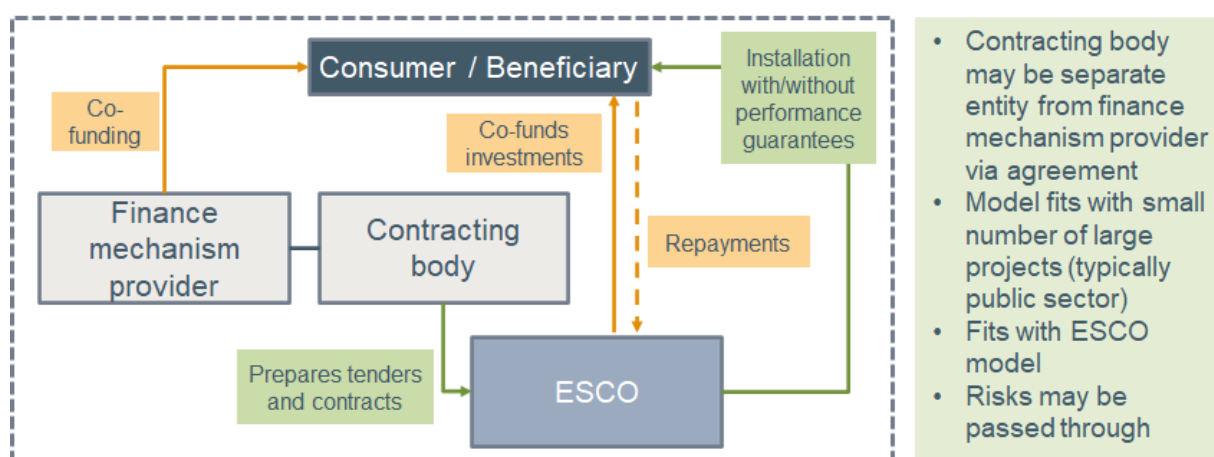 Consumer / Beneficiary
Co-
funding
Co-funds
investments
Installation
with/without
performance
guarantees
Finance
mechanism
provider
Contracting
body
Repayments
Prepares tenders
and contracts
ESCO
• Contracting body
may be separate
entity from finance
mechanism provider
via agreement
• Model fits with small
number of large
projects (typically
public sector)
• Fits with ESCO
model
• Risks may be
passed through